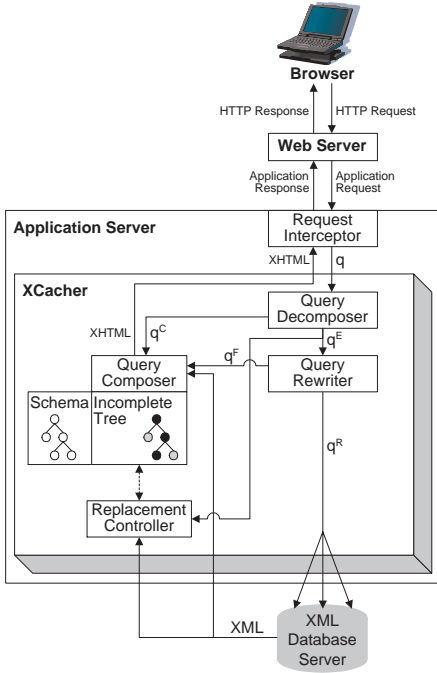 Browser
HTTP Response
HTTP Request
Web Server
Application
Response
Application
Request
Application Server
Request
Interceptor
XHTML
q
XCacher
Query
Decomposer
XHTML
q^C
q^E
Query
Composer
q^F
Query
Rewriter
Schema
Incomplete
Tree
q^R
Replacement
Controller
XML
XML
Database
Server